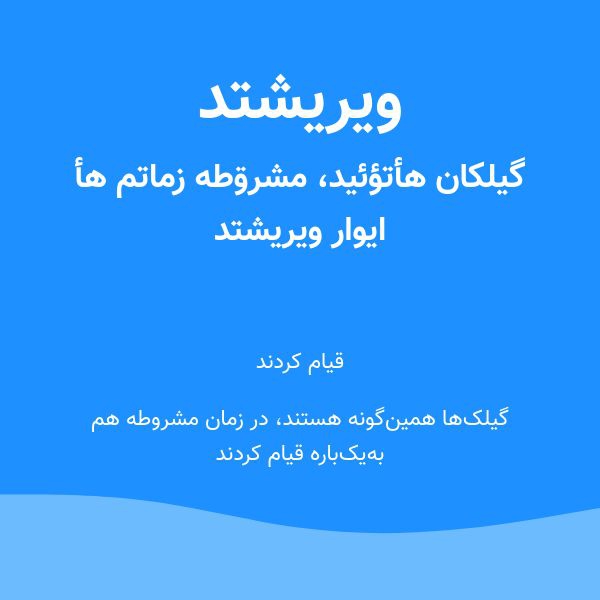 ویریشتد
گیلکان هأتؤئید، مشرۊطه زماتم هأ
ایوار ویریشتد
قیام کردند
گیلک‌ها همین‌گونه هستند، در زمان مشروطه هم
به‌یک‌باره قیام کردند